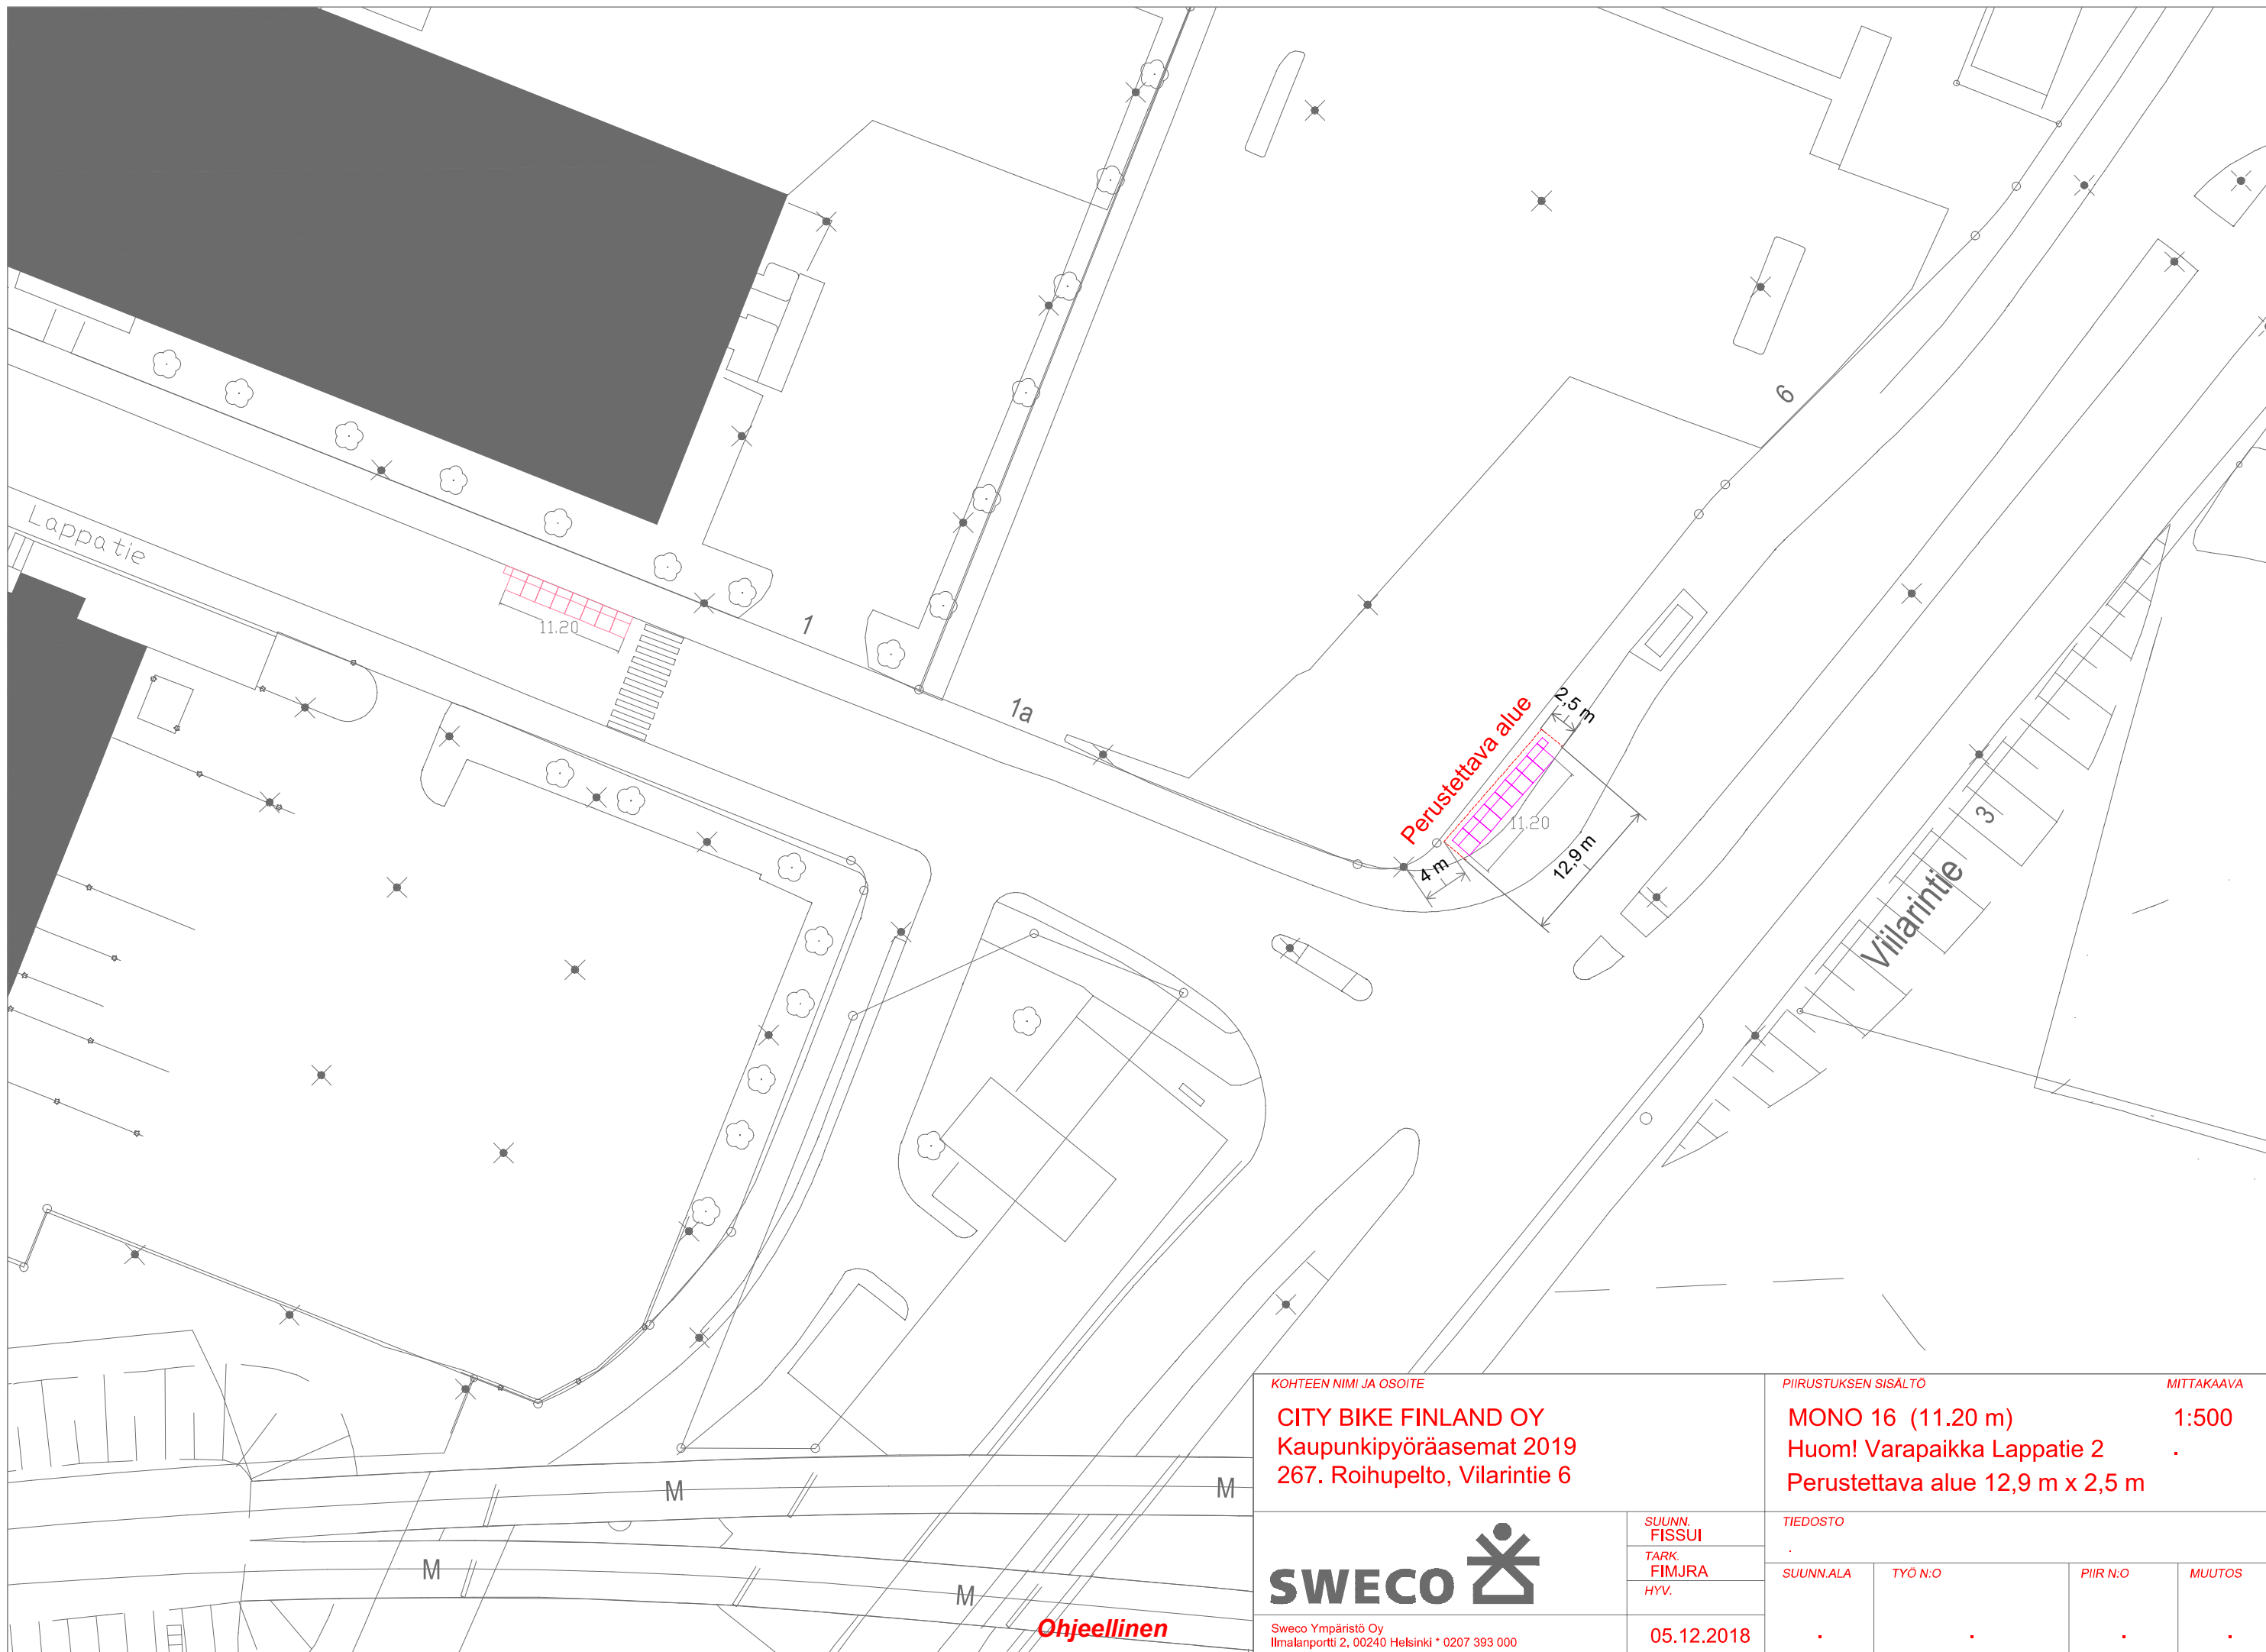 Lappatie
11.20
1
1a
6
2,5 m
Perustettava alue
11.20
4 m
12,9 m
3
Viilarintie
M
M
M
M
Ohjeellinen
KOHTEEN NIMI JA OSOITE
CITY BIKE FINLAND OY
Kaupunkipyöräasemat 2019
267. Roihupelto, Vilarintie 6
PIIRUSTUKSEN SISÄLTÖ
MITTAKAAVA
MONO 16 (11.20 m)
1:500
Huom! Varapaikka Lappatie 2
.
Perustettava alue 12,9 m x 2,5 m
SWECO
SUUNN.
FISSUI
TARK.
FIMJRA
HYV.
TIEDOSTO
.
SUUNN.ALA
TYÖ N:O
PIIR N:O
MUUTOS
Sweco Ympäristö Oy
Ilmalanportti 2, 00240 Helsinki * 0207 393 000
05.12.2018
. . . .